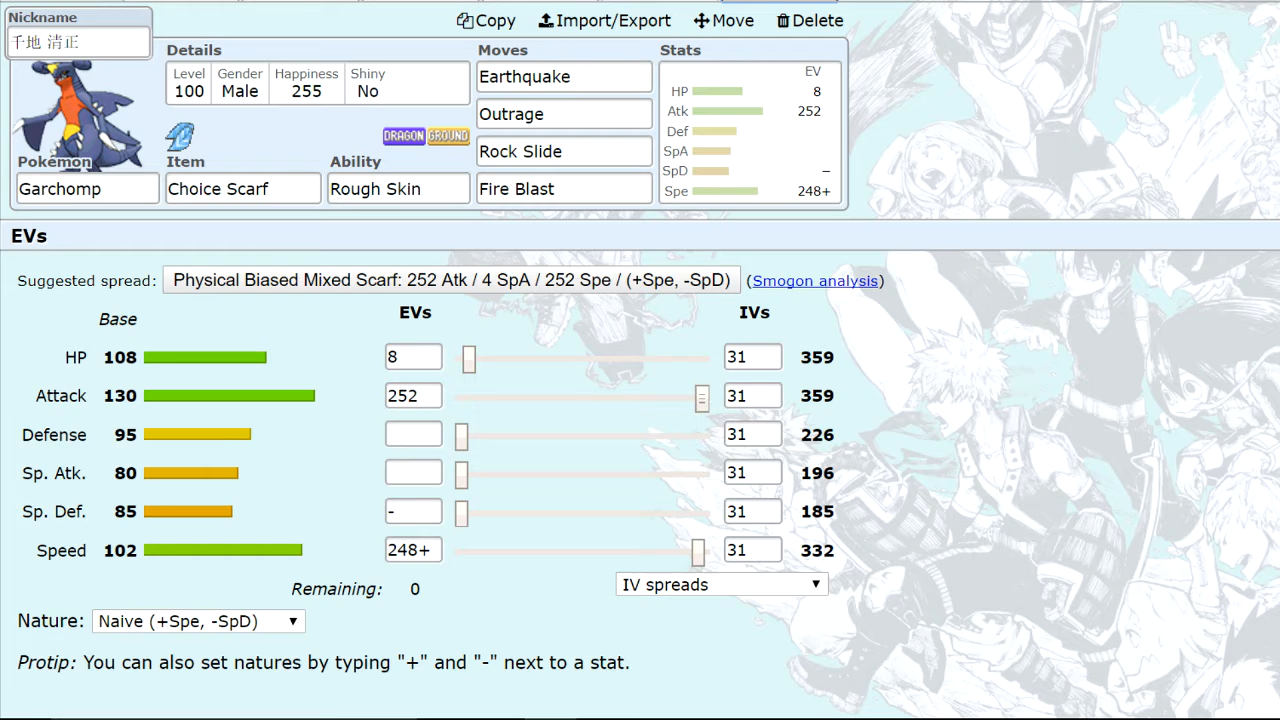 Nickname
千地 清正
Copy Import/Export Move Delete
Details
Moves
Stats
Level Gender Happiness Shiny
100 Male 255 No
Earthquake
Outrage
Rock Slide
Fire Blast
EV
HP 8
Atk 252
Def
SpA
SpD –
Spe 248+
DRAGON GROUND
Pokémon Item Ability
Garchomp Choice Scarf Rough Skin
EVs
Suggested spread: Physical Biased Mixed Scarf: 252 Atk / 4 SpA / 252 Spe / (+Spe, -SpD) (Smogon analysis)
Base EVs IVs
HP 108 8 31 359
Attack 130 252 31 359
Defense 95 31 226
Sp. Atk. 80 31 196
Sp. Def. 85 - 31 185
Speed 102 248+ 31 332
Remaining: 0 IV spreads
Nature: Naive (+Spe, -SpD)
Protip: You can also set natures by typing "+" and "-" next to a stat.